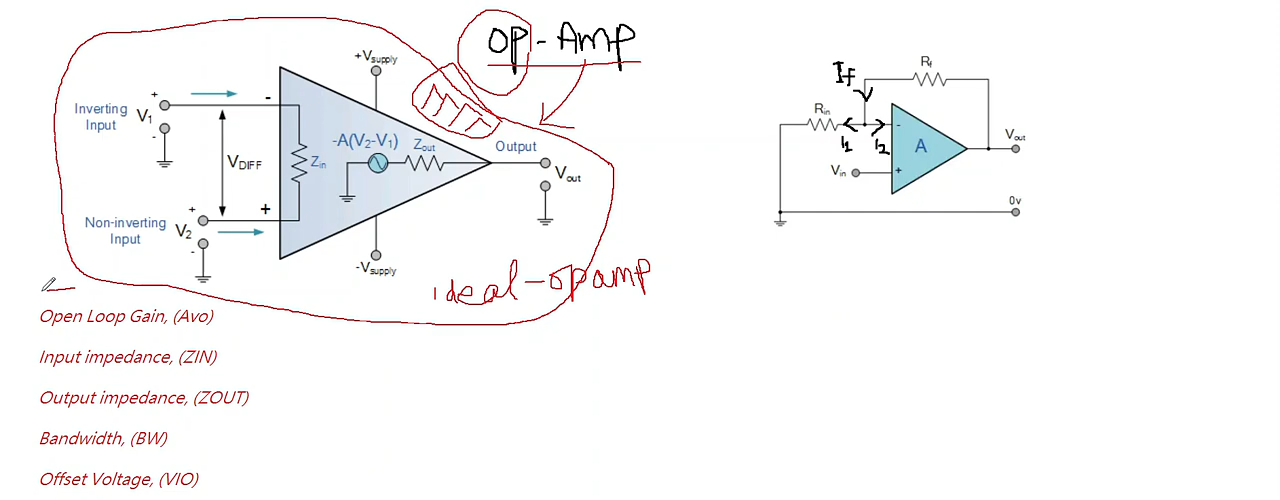 OP - Amp
+Vsupply
Inverting
Input
+
V1
-
-
VDIFF
Zin
-A(V2-V1)
Zout
Output
Vout
Non-inverting
Input
+
V2
-
+
-Vsupply
ideal-opamp
If
Rf
Rin
I1
I2
-
A
Vin
+
Vout
0v
Open Loop Gain, (Avo)
Input impedance, (ZIN)
Output impedance, (ZOUT)
Bandwidth, (BW)
Offset Voltage, (VIO)